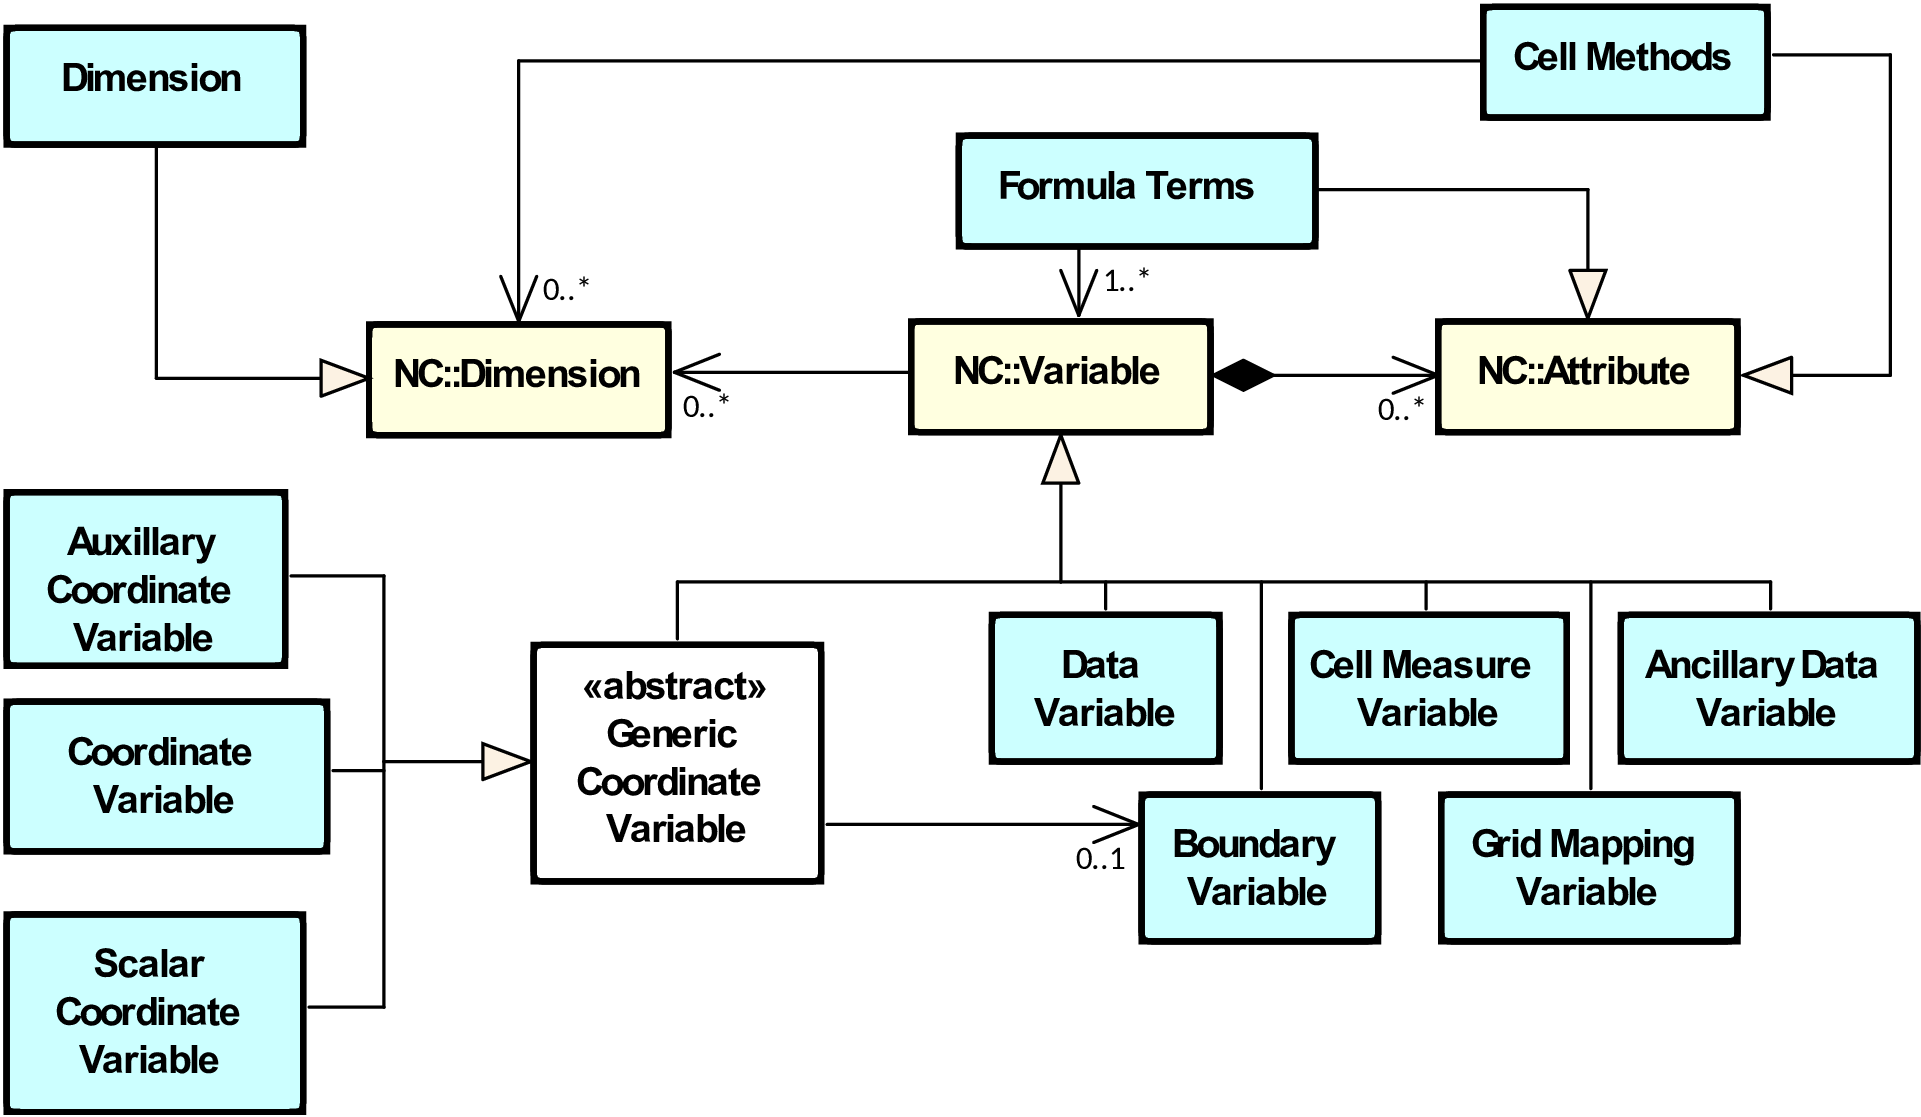 Dimension
Cell Methods
Formula Terms
0..*
1..*
NC::Dimension
0..*
NC::Variable
0..*
NC::Attribute
Auxillary
Coordinate
Variable
Coordinate
Variable
Scalar
Coordinate
Variable
«abstract»
Generic
Coordinate
Variable
0..1
Data
Variable
Cell Measure
Variable
Ancillary Data
Variable
Boundary
Variable
Grid Mapping
Variable